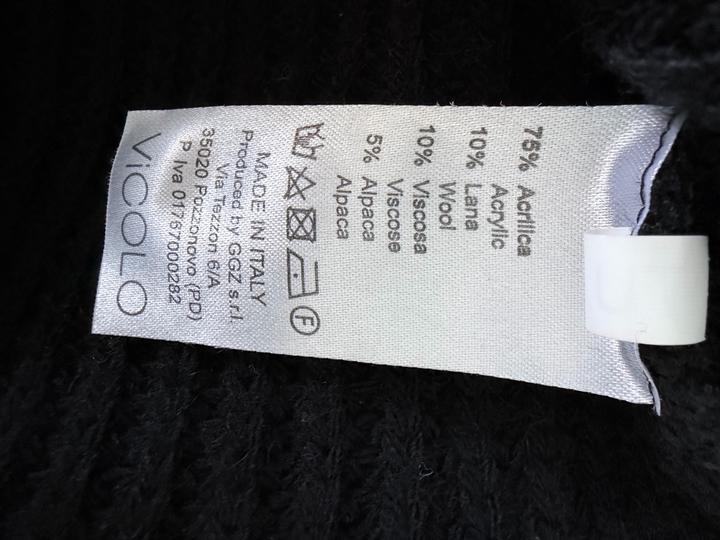 75% Acrilica
Acrylic
10% Lana
Wool
10% Viscosa
Viscose
5% Alpaca
Alpaca
F
MADE IN ITALY
Produced by GGZ s.r.l.
Via Tezzon 6/A
35020 Pozzonovo (PD)
P Iva 01767000282
ViCOLO